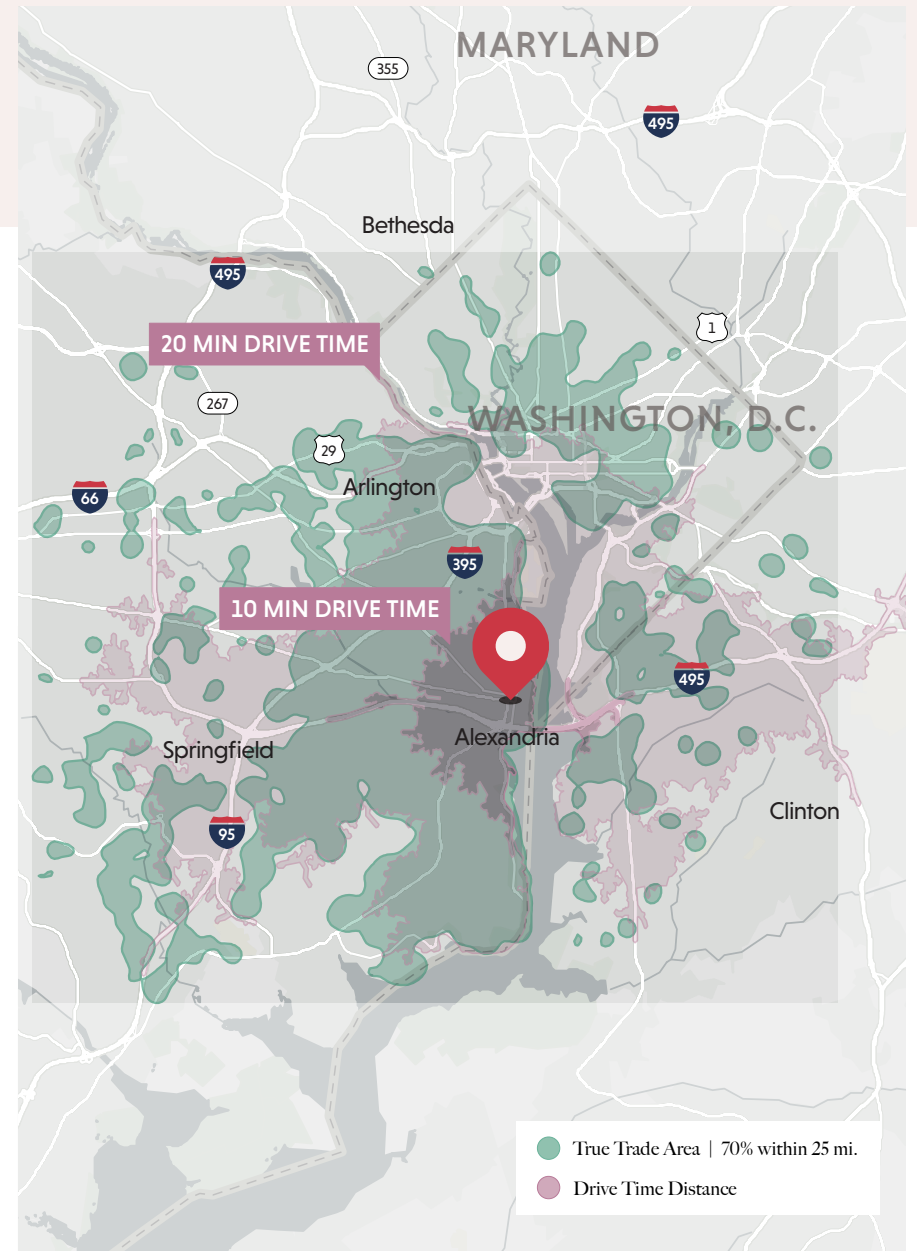 MARYLAND
355
495
Bethesda
495
1
20 MIN DRIVE TIME
267
WASHINGTON, D.C.
29
Arlington
66
395
10 MIN DRIVE TIME
495
Alexandria
Springfield
Clinton
95
True Trade Area | 70% within 25 mi.
Drive Time Distance